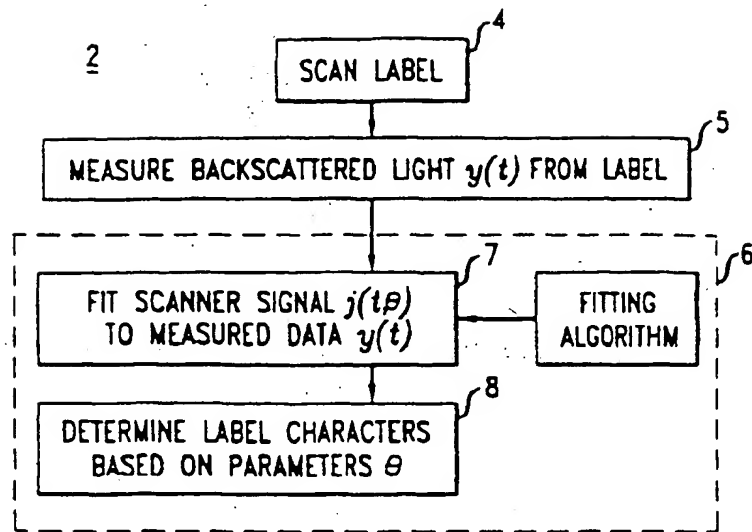 2
4
SCAN LABEL
5
MEASURE BACKSCATTERED LIGHT y(t) FROM LABEL
6
7
FIT SCANNER SIGNAL j(t,θ)
TO MEASURED DATA y(t)
FITTING
ALGORITHM
8
DETERMINE LABEL CHARACTERS
BASED ON PARAMETERS θ